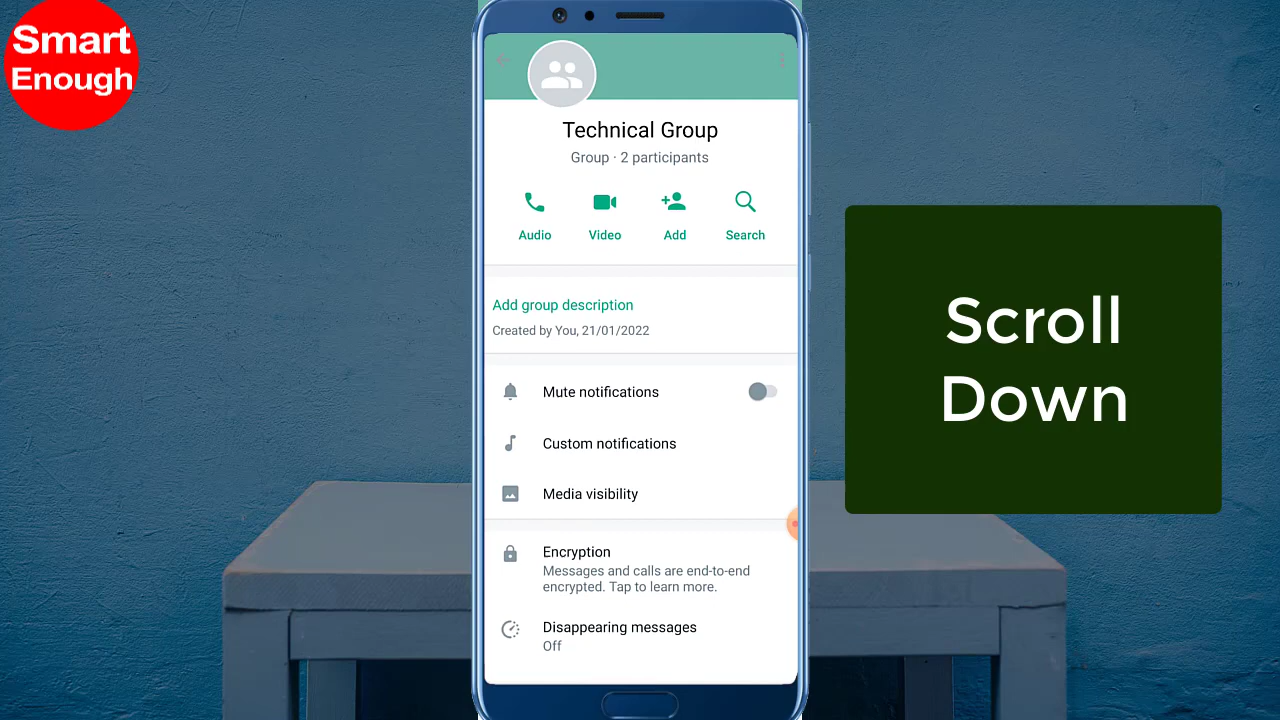 Smart
Enough
Technical Group
Group · 2 participants
Audio
Video
Add
Search
Add group description
Created by You, 21/01/2022
Mute notifications
Custom notifications
Media visibility
Encryption
Messages and calls are end-to-end
encrypted. Tap to learn more.
Disappearing messages
Off
Scroll
Down